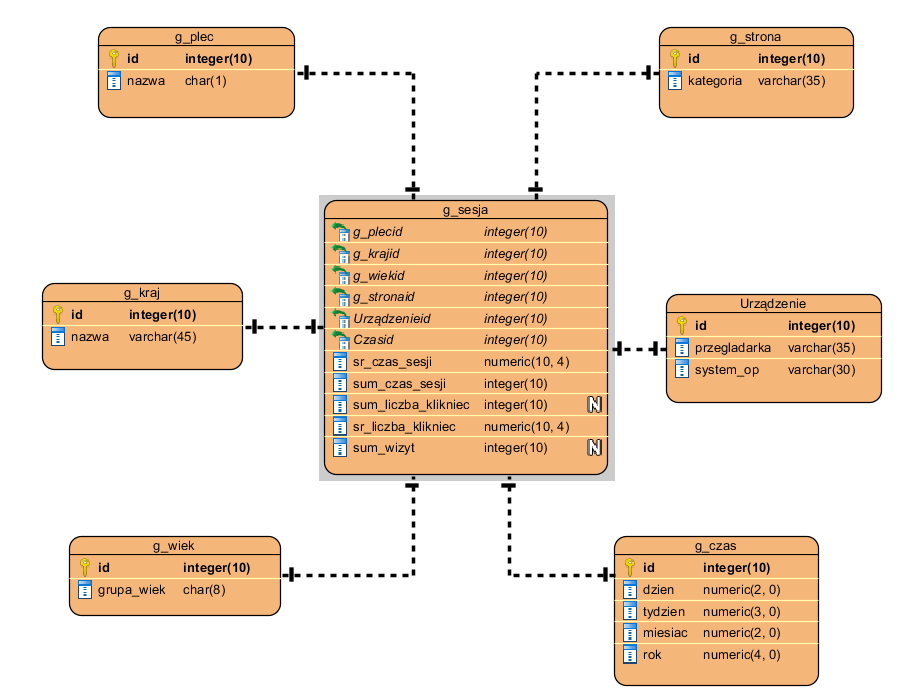 g_plec
id integer(10)
nazwa char(1)
g_strona
id integer(10)
kategoria varchar(35)
g_sesja
g_plecid integer(10)
g_krajid integer(10)
g_wiekid integer(10)
g_stronaid integer(10)
Urządzenieid integer(10)
Czasid integer(10)
sr_czas_sesji numeric(10, 4)
sum_czas_sesji integer(10)
sum_liczba_klikniec integer(10) N
sr_liczba_klikniec numeric(10, 4)
sum_wizyt integer(10) N
g_kraj
id integer(10)
nazwa varchar(45)
Urządzenie
id integer(10)
przegladarka varchar(35)
system_op varchar(30)
g_wiek
id integer(10)
grupa_wiek char(8)
g_czas
id integer(10)
dzien numeric(2, 0)
tydzien numeric(3, 0)
miesiac numeric(2, 0)
rok numeric(4, 0)